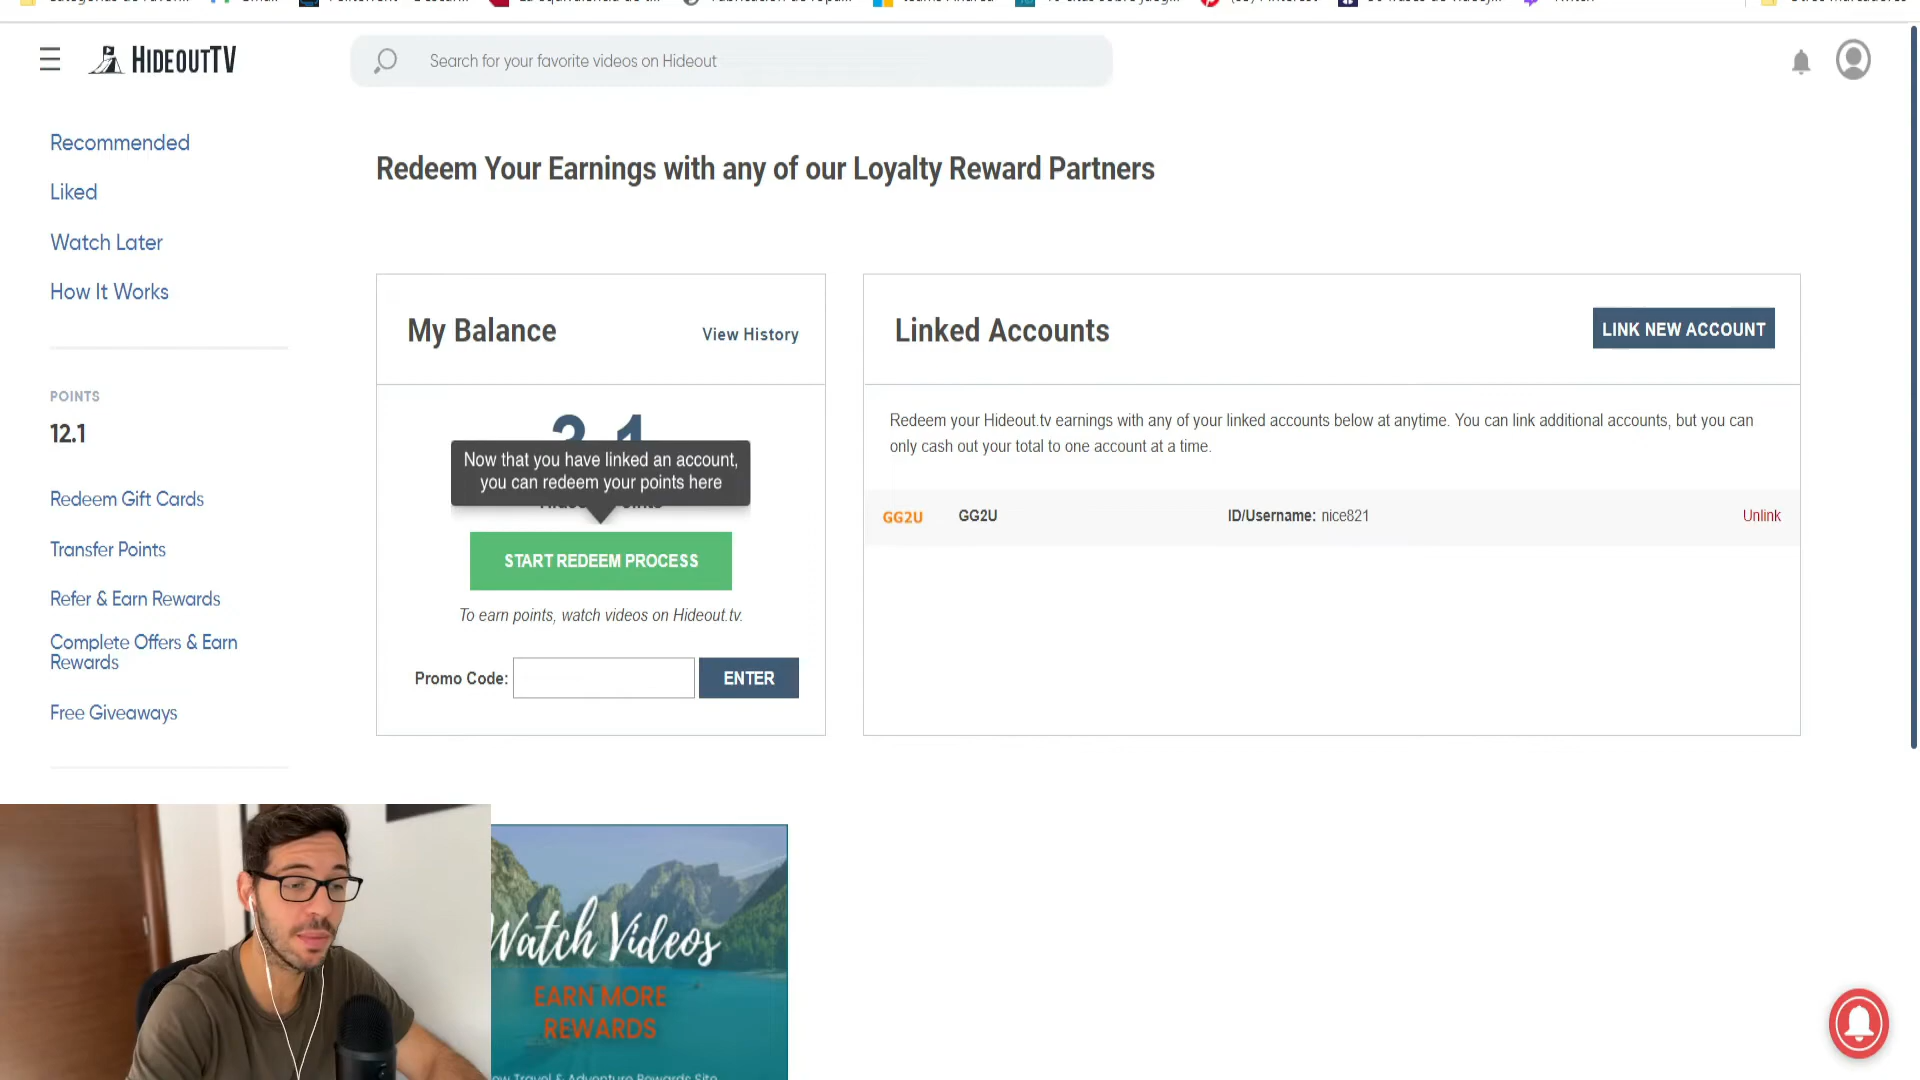 HIDEOUTTV
Search for your favorite videos on Hideout
Recommended
Liked
Watch Later
How It Works
POINTS
12.1
Redeem Gift Cards
Transfer Points
Refer & Earn Rewards
Complete Offers & Earn
Rewards
Free Giveaways
Redeem Your Earnings with any of our Loyalty Reward Partners
My Balance
View History
Now that you have linked an account,
you can redeem your points here
START REDEEM PROCESS
To earn points, watch videos on Hideout.tv.
Promo Code:
ENTER
Linked Accounts
LINK NEW ACCOUNT
Redeem your Hideout.tv earnings with any of your linked accounts below at anytime. You can link additional accounts, but you can
only cash out your total to one account at a time.
GG2U GG2U ID/Username: nice821 Unlink
Watch Videos
EARN MORE
REWARDS
Travel & Adventure Rewards Site